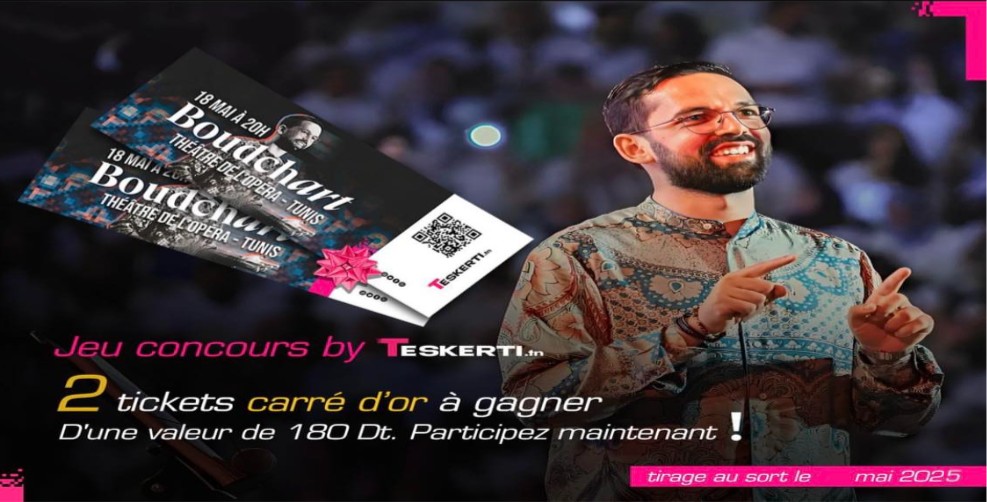 18 MAI À 20H
Boudchart
THÉÂTRE DE L'OPÉRA - TUNIS
18 MAI À 20
Boudchart
THÉÂTRE DE L'OPÉRA - TUNIS
TESKERTI.tn
Jeu concours by TESKERTI.tn
2 tickets carré d'or à gagner
D'une valeur de 180 Dt. Participez maintenant !
tirage au sort le mai 2025